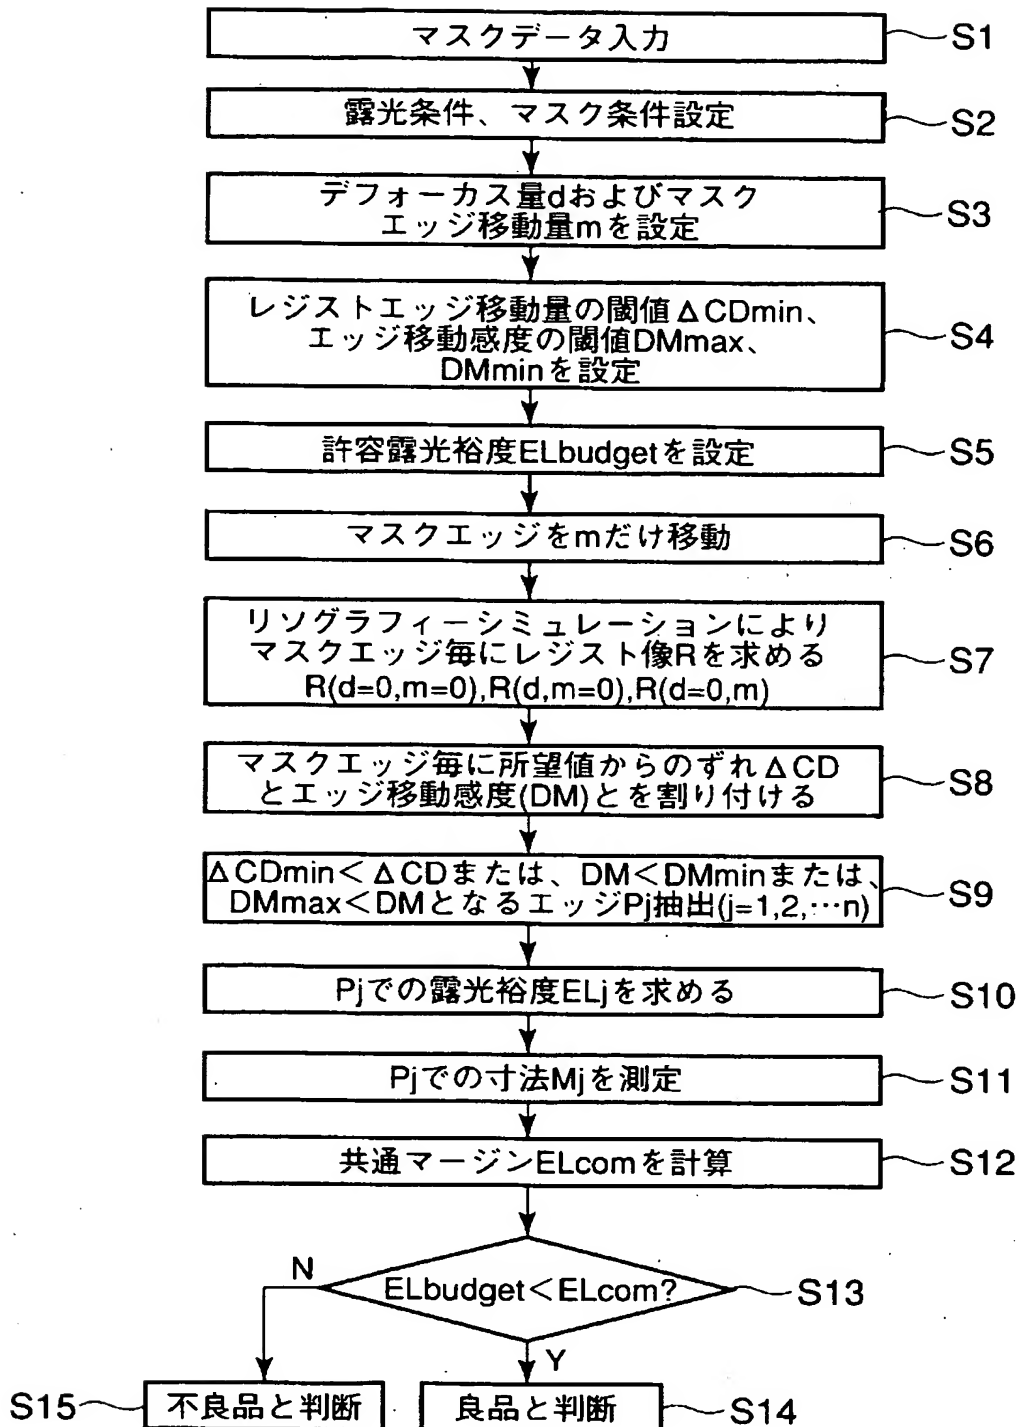 マスクデータ入力
S1
露光条件、マスク条件設定
S2
デフォーカス量dおよびマスク
エッジ移動量mを設定
S3
レジストエッジ移動量の閾値ΔCDmin、
エッジ移動感度の閾値DMmax、
DMminを設定
S4
許容露光裕度ELbudgetを設定
S5
マスクエッジをmだけ移動
S6
リソグラフィーシミュレーションにより
マスクエッジ毎にレジスト像Rを求める
R(d=0,m=0),R(d,m=0),R(d=0,m)
S7
マスクエッジ毎に所望値からのずれΔCD
とエッジ移動感度(DM)とを割り付ける
S8
ΔCDmin<ΔCDまたは、DM<DMminまたは、
DMmax<DMとなるエッジPj抽出(j=1,2,…n)
S9
Pjでの露光裕度ELjを求める
S10
Pjでの寸法Mjを測定
S11
共通マージンELcomを計算
S12
N
ELbudget<ELcom?
S13
Y
S15
不良品と判断
良品と判断
S14